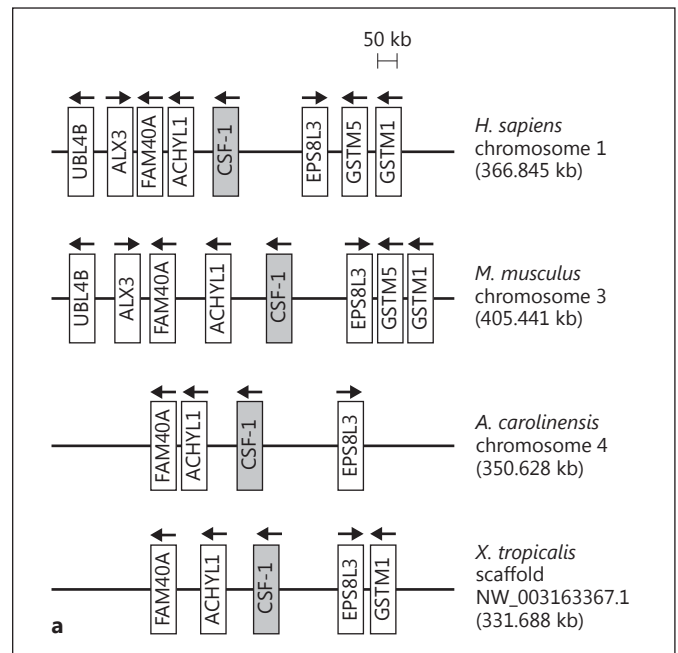 50 kb
UBL4B
ALX3
FAM40A
ACHYL1
CSF-1
EPS8L3
GSTM5
GSTM1
H. sapiens
chromosome 1
(366.845 kb)
UBL4B
ALX3
FAM40A
ACHYL1
CSF-1
EPS8L3
GSTM5
GSTM1
M. musculus
chromosome 3
(405.441 kb)
FAM40A
ACHYL1
CSF-1
EPS8L3
A. carolinensis
chromosome 4
(350.628 kb)
FAM40A
ACHYL1
CSF-1
EPS8L3
GSTM1
X. tropicalis
scaffold
NW_003163367.1
(331.688 kb)
a